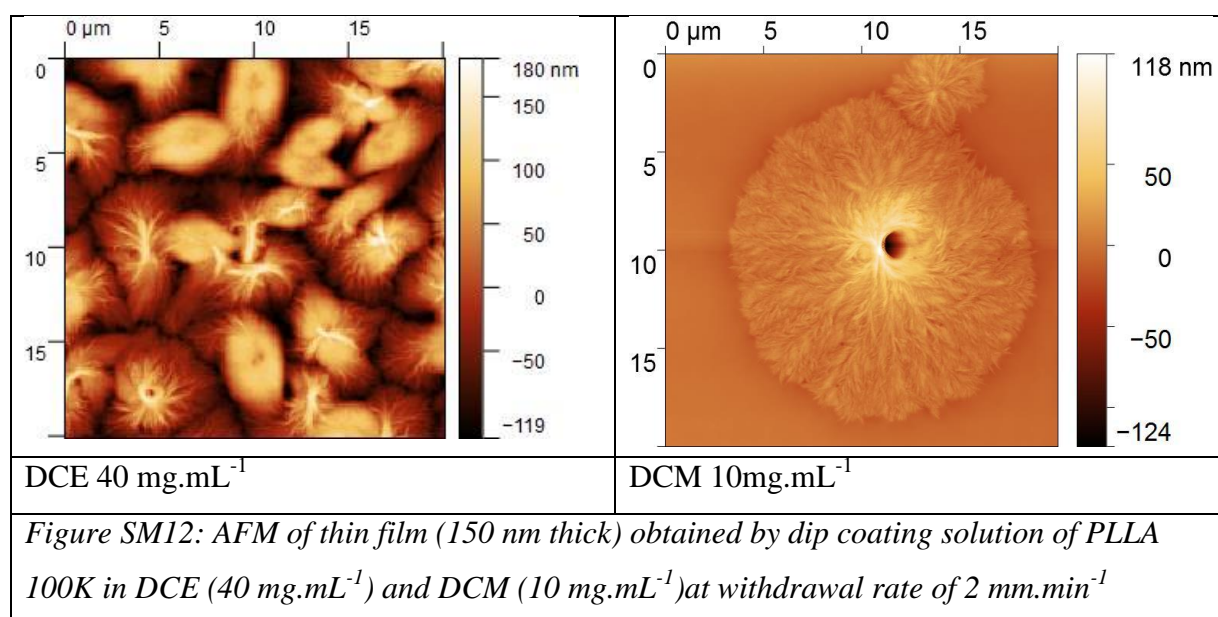 0 µm 5 10 15
0
5
10
15
180 nm
150
100
50
0
−50
−119
0 µm 5 10 15
0
5
10
15
118 nm
50
0
−50
−124
DCE 40 mg.mL⁻¹
DCM 10mg.mL⁻¹
Figure SM12: AFM of thin film (150 nm thick) obtained by dip coating solution of PLLA
100K in DCE (40 mg.mL⁻¹) and DCM (10 mg.mL⁻¹)at withdrawal rate of 2 mm.min⁻¹